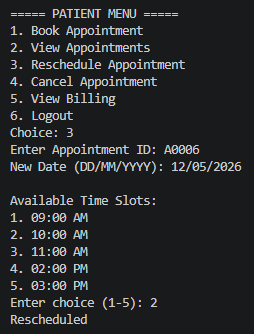 ===== PATIENT MENU =====
1. Book Appointment
2. View Appointments
3. Reschedule Appointment
4. Cancel Appointment
5. View Billing
6. Logout
Choice: 3
Enter Appointment ID: A0006
New Date (DD/MM/YYYY): 12/05/2026

Available Time Slots:
1. 09:00 AM
2. 10:00 AM
3. 11:00 AM
4. 02:00 PM
5. 03:00 PM
Enter choice (1-5): 2
Rescheduled